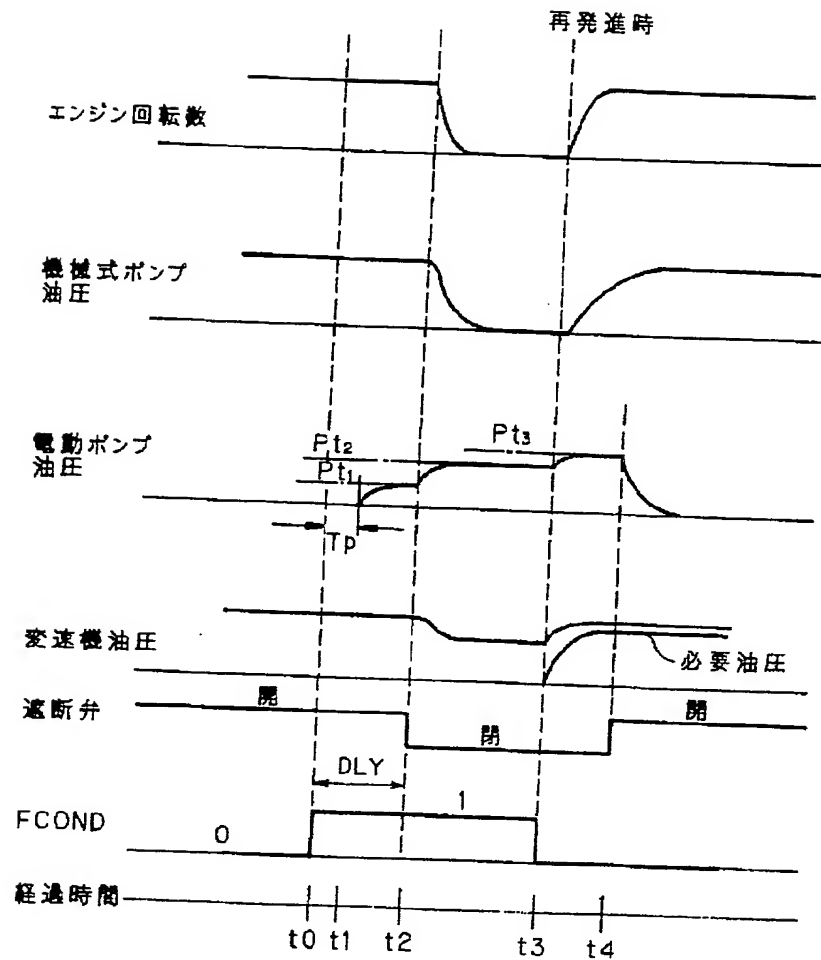 再発進時
エンジン回転数
機械式ポンプ
油圧
電動ポンプ
油圧
Pt2
Pt1
Pt3
Tp
変速機油圧
必要油圧
遮断弁
開
閉
開
DLY
FCOND
0
1
経過時間
t0
t1
t2
t3
t4